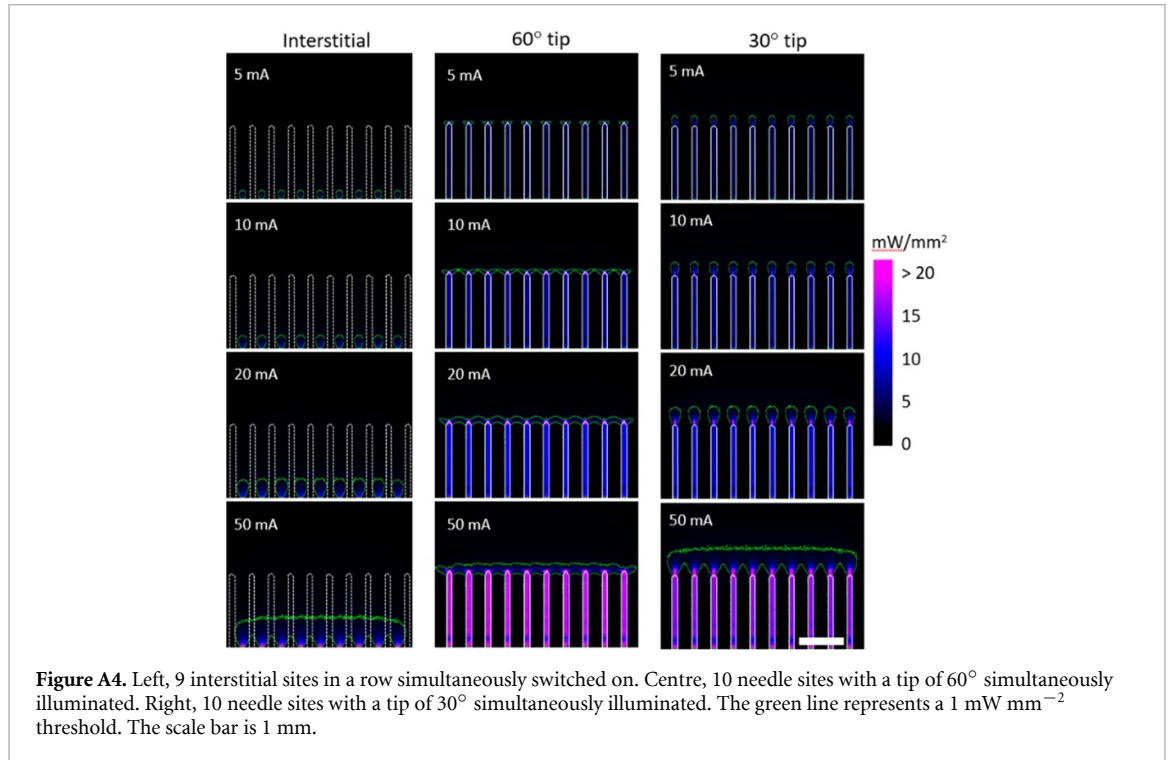 Interstitial
60° tip
30° tip
5 mA
5 mA
5 mA
10 mA
10 mA
10 mA
mW/mm²
> 20
15
10
5
0
20 mA
20 mA
20 mA
50 mA
50 mA
50 mA
Figure A4. Left, 9 interstitial sites in a row simultaneously switched on. Centre, 10 needle sites with a tip of 60° simultaneously
illuminated. Right, 10 needle sites with a tip of 30° simultaneously illuminated. The green line represents a 1 mW mm⁻²
threshold. The scale bar is 1 mm.